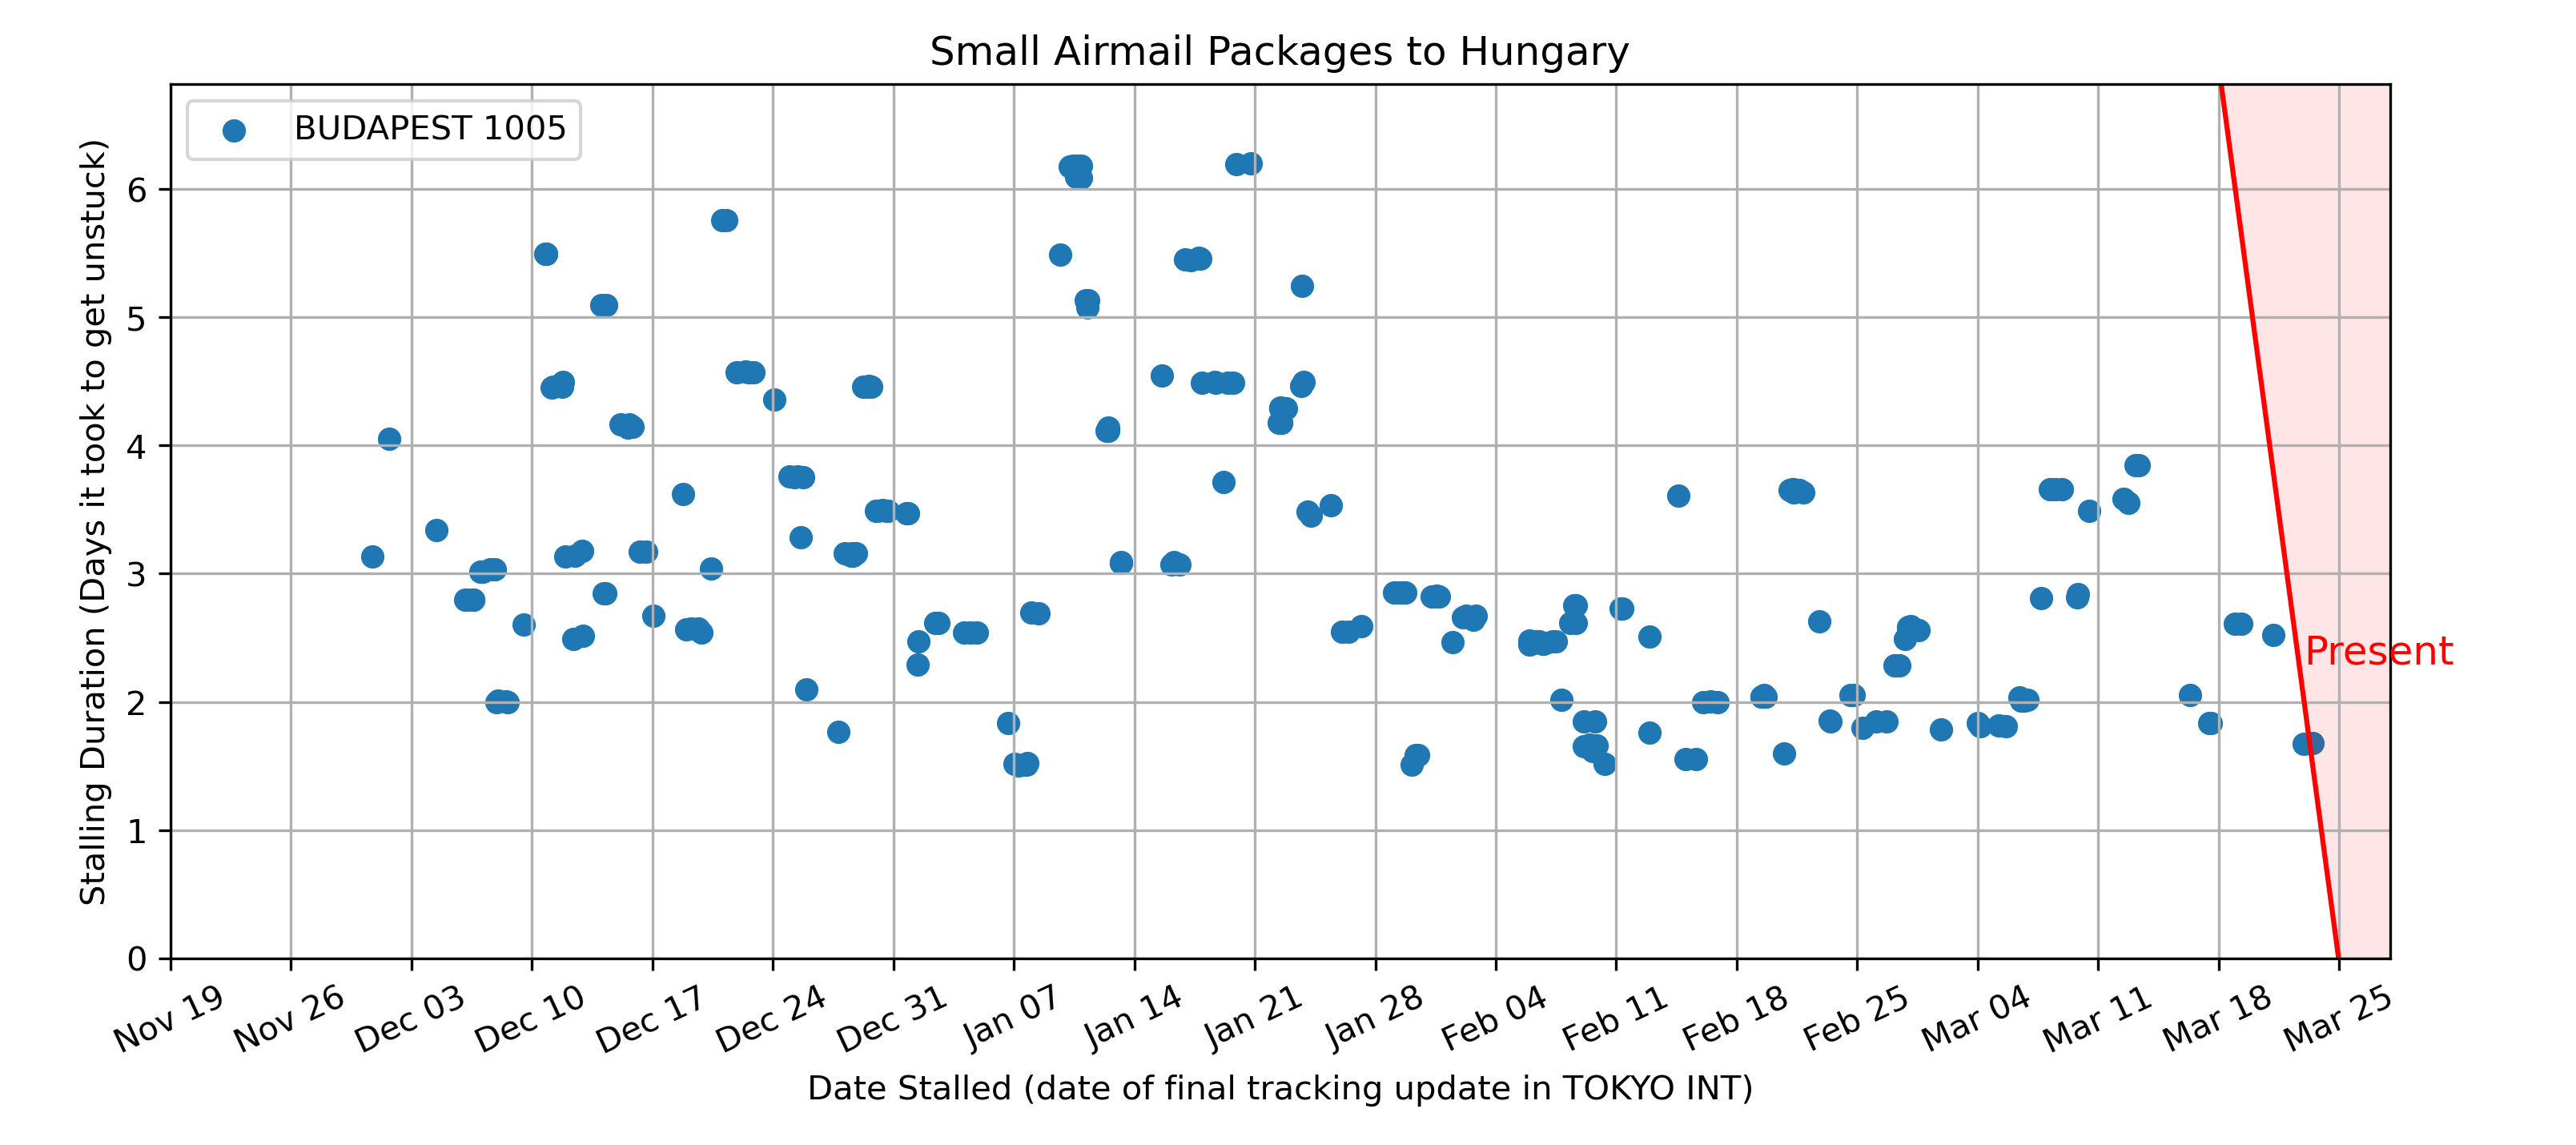 Small Airmail Packages to Hungary
BUDAPEST 1005
Stalling Duration (Days it took to get unstuck)
6
5
4
3
2
1
0
Present
Nov 19
Nov 26
Dec 03
Dec 10
Dec 17
Dec 24
Dec 31
Jan 07
Jan 14
Jan 21
Jan 28
Feb 04
Feb 11
Feb 18
Feb 25
Mar 04
Mar 11
Mar 18
Mar 25
Date Stalled (date of final tracking update in TOKYO INT)